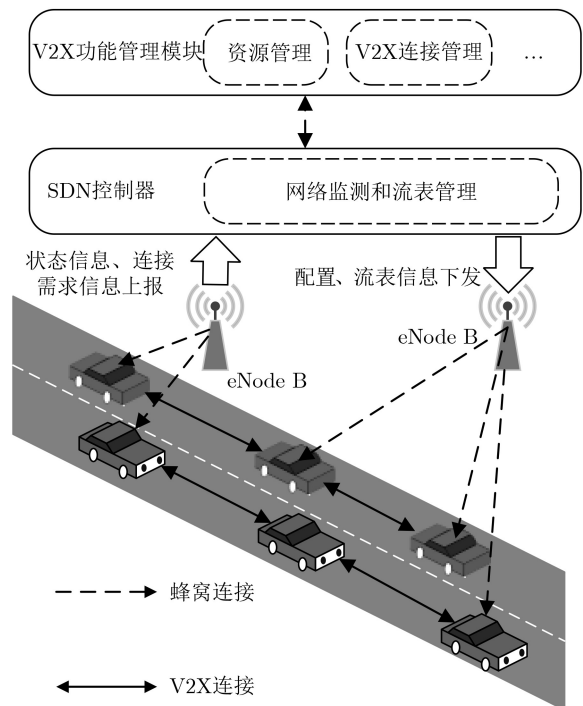 V2X功能管理模块
资源管理
V2X连接管理
…
SDN控制器
网络监测和流表管理
状态信息、连接
需求信息上报
配置、流表信息下发
eNode B
eNode B
蜂窝连接
V2X连接